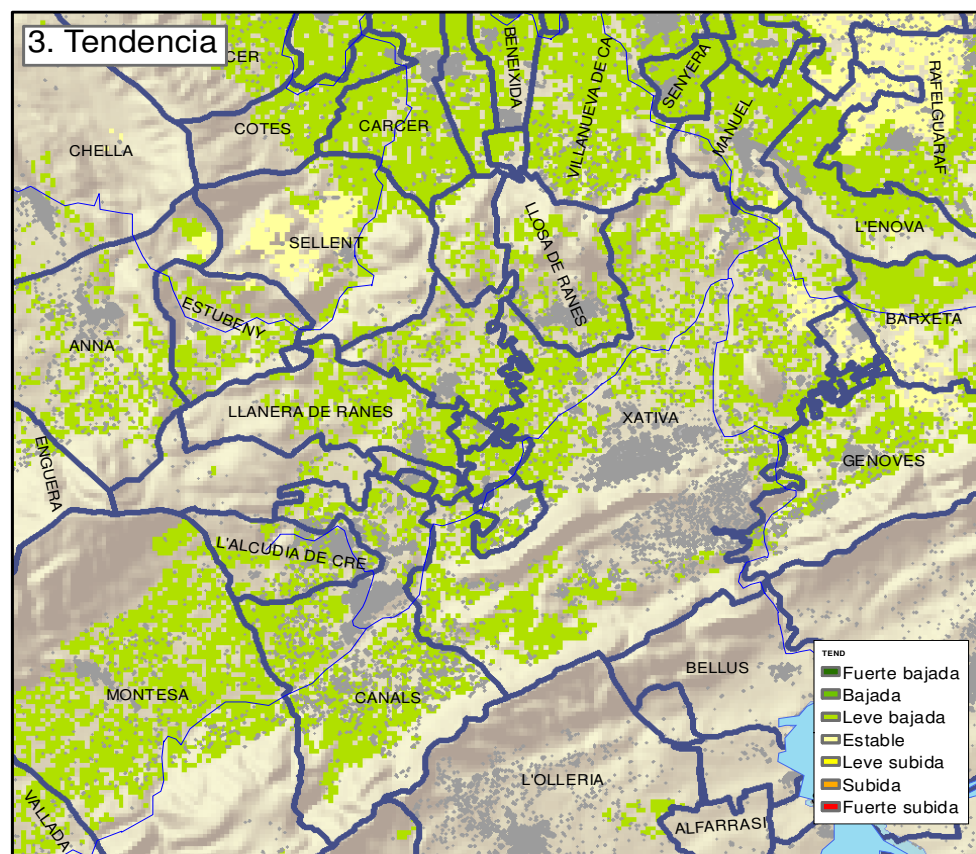 3. Tendencia
CER
BENEIXIDA
VILLANUEVA DE CA
SENYERA
MANUEL
RAFELGUARAF
COTES
CARCER
CHELLA
L'ENOVA
SELLENT
LLOSA DE RANES
ESTUBENY
BARXETA
ANNA
LLANERA DE RANES
XATIVA
GENOVES
ENGUERA
L'ALCUDIA DE CRE
BELLUS
MONTESA
CANALS
L'OLLERIA
VALLADA
ALFARRASI
TEND
Fuerte bajada
Bajada
Leve bajada
Estable
Leve subida
Subida
Fuerte subida